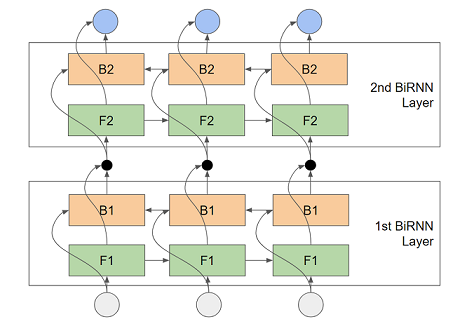 B2 B2 B2
2nd BiRNN
Layer
F2 F2 F2
B1 B1 B1
1st BiRNN
Layer
F1 F1 F1